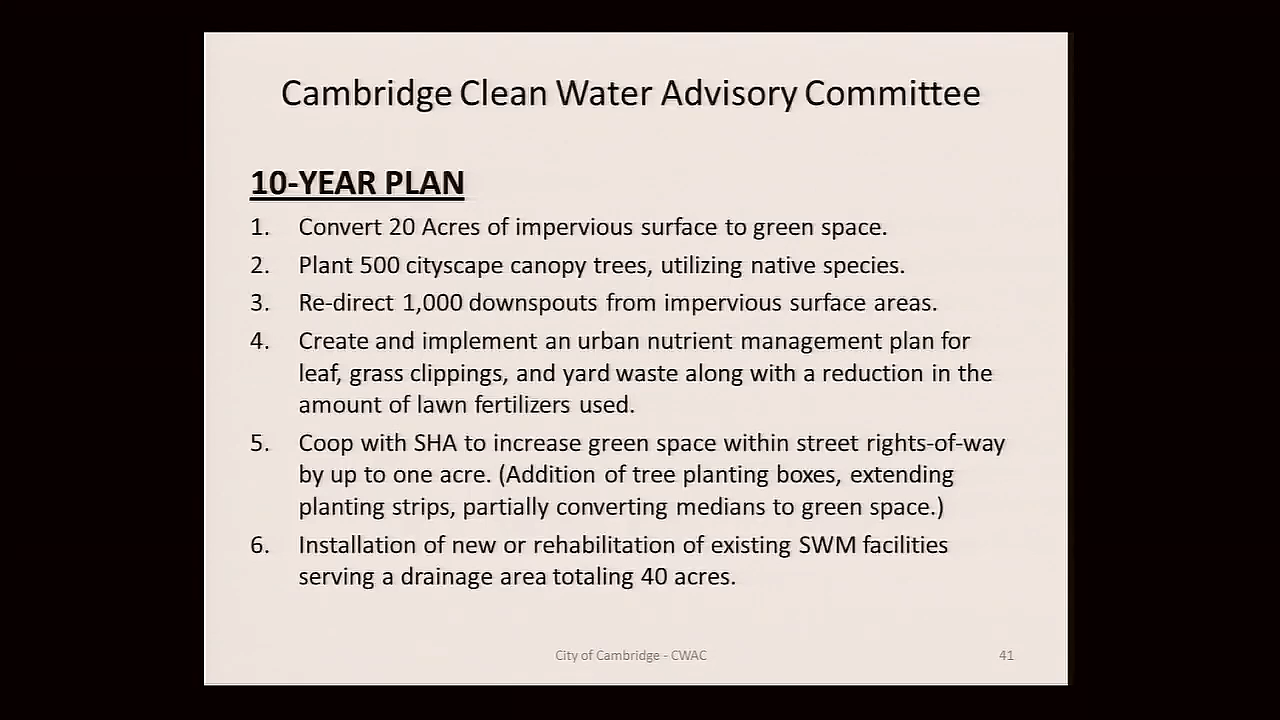 Cambridge Clean Water Advisory Committee
10-YEAR PLAN
1. Convert 20 Acres of impervious surface to green space.
2. Plant 500 cityscape canopy trees, utilizing native species.
3. Re-direct 1,000 downspouts from impervious surface areas.
4. Create and implement an urban nutrient management plan for
leaf, grass clippings, and yard waste along with a reduction in the
amount of lawn fertilizers used.
5. Coop with SHA to increase green space within street rights-of-way
by up to one acre. (Addition of tree planting boxes, extending
planting strips, partially converting medians to green space.)
6. Installation of new or rehabilitation of existing SWM facilities
serving a drainage area totaling 40 acres.
City of Cambridge - CWAC 41